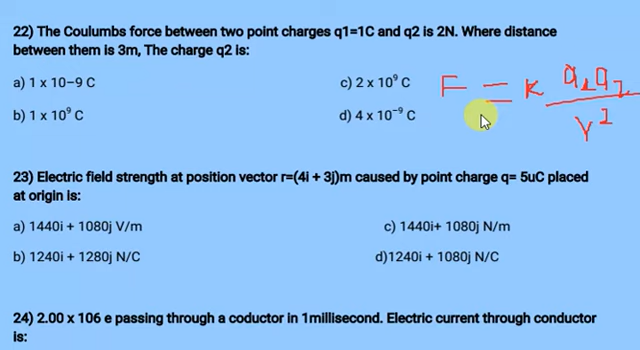 22) The Coulumbs force between two point charges q1=1C and q2 is 2N. Where distance
between them is 3m, The charge q2 is:
a) 1 x 10−9 C
c) 2 x 10⁹ C
b) 1 x 10⁹ C
d) 4 x 10⁻⁹ C
F = K q1q2/r²
23) Electric field strength at position vector r=(4i + 3j)m caused by point charge q= 5uC placed
at origin is:
a) 1440i + 1080j V/m
c) 1440i+ 1080j N/m
b) 1240i + 1280j N/C
d)1240i + 1080j N/C
24) 2.00 x 106 e passing through a coductor in 1millisecond. Electric current through conductor
is: